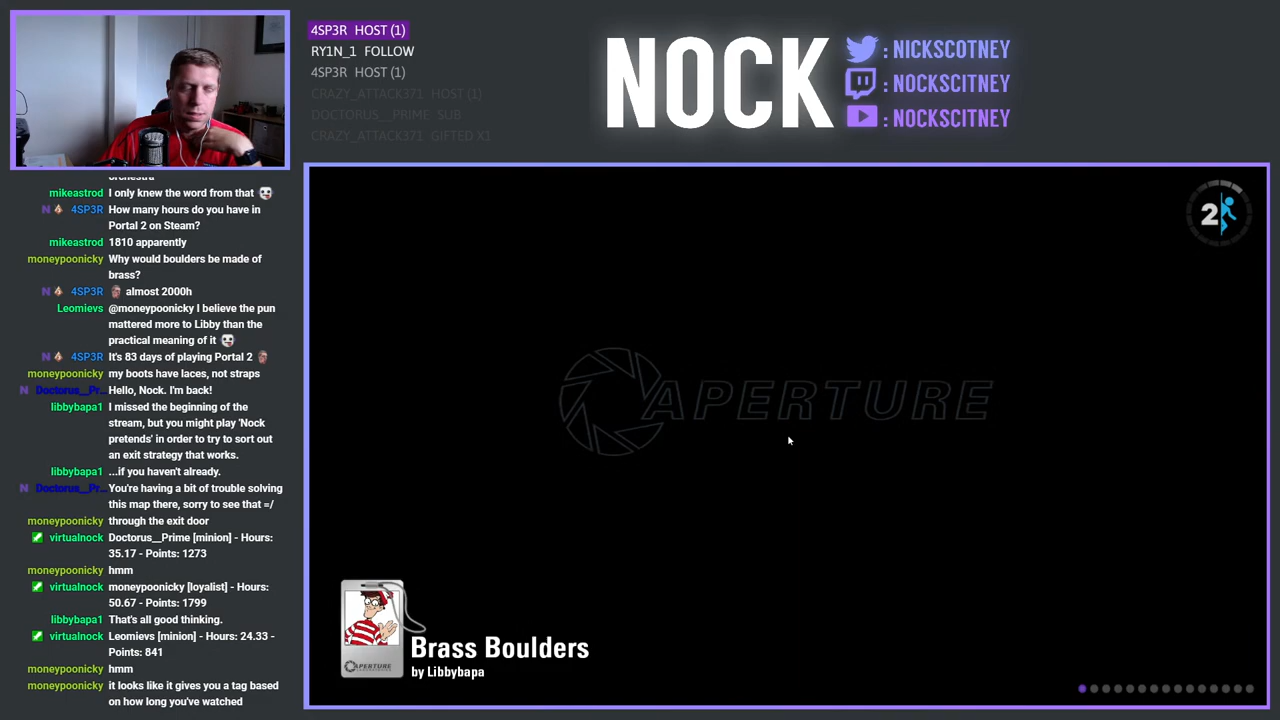 4SP3R HOST (1)
RY1N_1 FOLLOW
4SP3R HOST (1)
CRAZY_ATTACK371 HOST (1)
DOCTORUS__PRIME SUB
CRAZY_ATTACK371 GIFTED X1
NOCK
: NICKSCOTNEY
: NOCKSCITNEY
: NOCKSCITNEY
orchestra
mikeastrod I only knew the word from that
N 4SP3R How many hours do you have in
Portal 2 on Steam?
mikeastrod 1810 apparently
moneypoonicky Why would boulders be made of
brass?
N 4SP3R almost 2000h
Leomievs @moneypoonicky I believe the pun
mattered more to Libby than the
practical meaning of it
N 4SP3R It's 83 days of playing Portal 2
moneypoonicky my boots have laces, not straps
N Doctorus__Pr... Hello, Nock. I'm back!
libbybapa1 I missed the beginning of the
stream, but you might play 'Nock
pretends' in order to try to sort out
an exit strategy that works.
libbybapa1 ...if you haven't already.
N Doctorus__Pr... You're having a bit of trouble solving
this map there, sorry to see that =/
moneypoonicky through the exit door
virtualnock Doctorus__Prime [minion] - Hours:
35.17 - Points: 1273
moneypoonicky hmm
virtualnock moneypoonicky [loyalist] - Hours:
50.67 - Points: 1799
libbybapa1 That's all good thinking.
virtualnock Leomievs [minion] - Hours: 24.33 -
Points: 841
moneypoonicky hmm
moneypoonicky it looks like it gives you a tag based
on how long you've watched
2
APERTURE
APERTURE
Brass Boulders
by Libbybapa